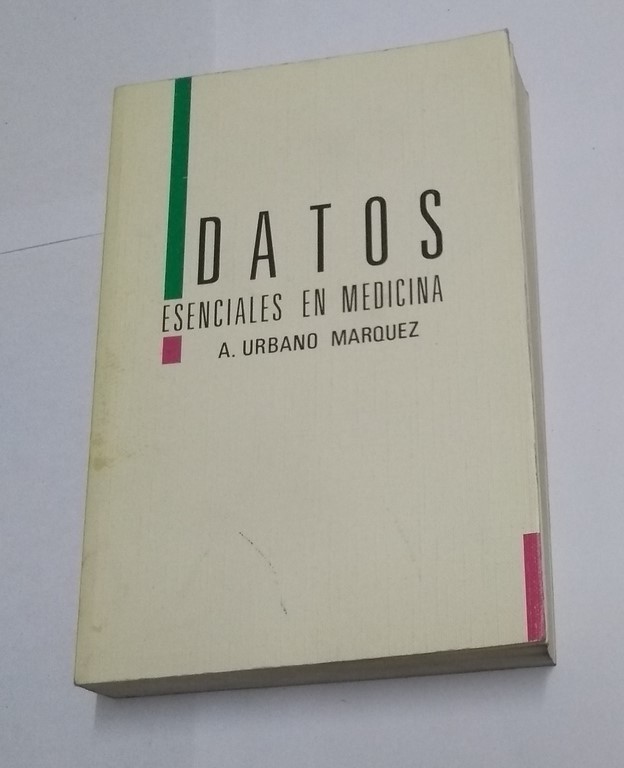 DATOS
ESENCIALES EN MEDICINA
A. URBANO MARQUEZ